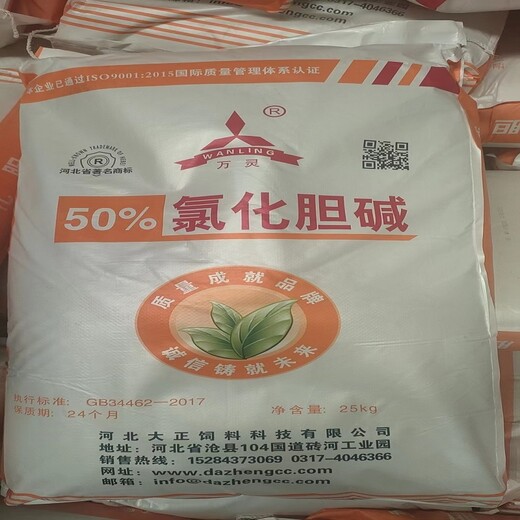 企业已通过ISO9001:2015国际质量管理体系认证
WELL-KNOWN TRADEMARK OF HEBEI
R
河北省著名商标
®
WANLING
万灵
50% 氯化胆碱
质量成就品牌
诚信铸就未来
执行标准: GB34462—2017
保质期: 24个月
净含量: 25kg
河北大正饲料科技有限公司
地址: 河北省沧县104国道砖河工业园
销售热线: 15284373069 0317-4046366
网址: www.dazhengcc.com
邮箱: info@dazhengcc.com